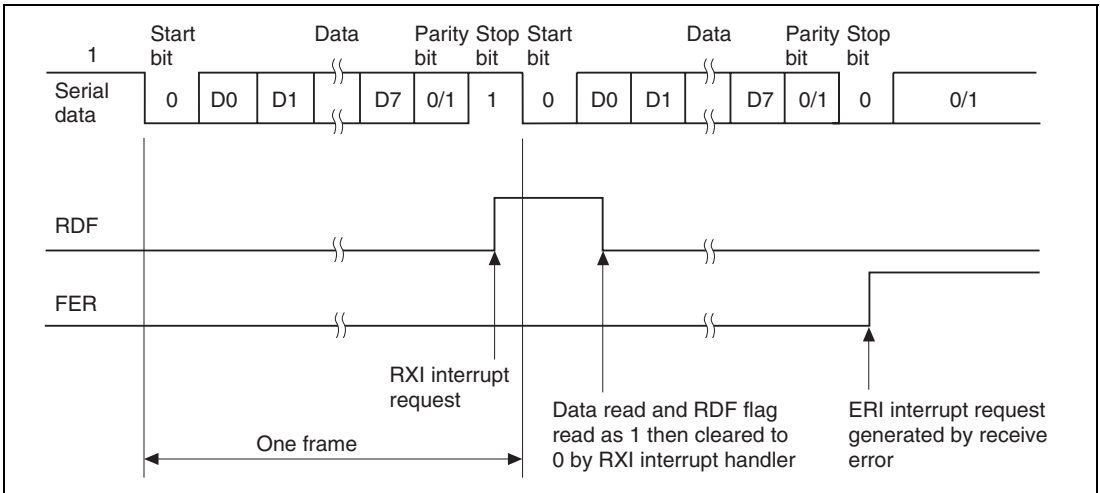 Start Data Parity Stop Start Data Parity Stop
1 bit bit bit bit bit bit
Serial data 0 D0 D1 D7 0/1 1 0 D0 D1 D7 0/1 0 0/1
RDF
FER
RXI interrupt
request
Data read and RDF flag
read as 1 then cleared to
0 by RXI interrupt handler
ERI interrupt request
generated by receive
error
One frame